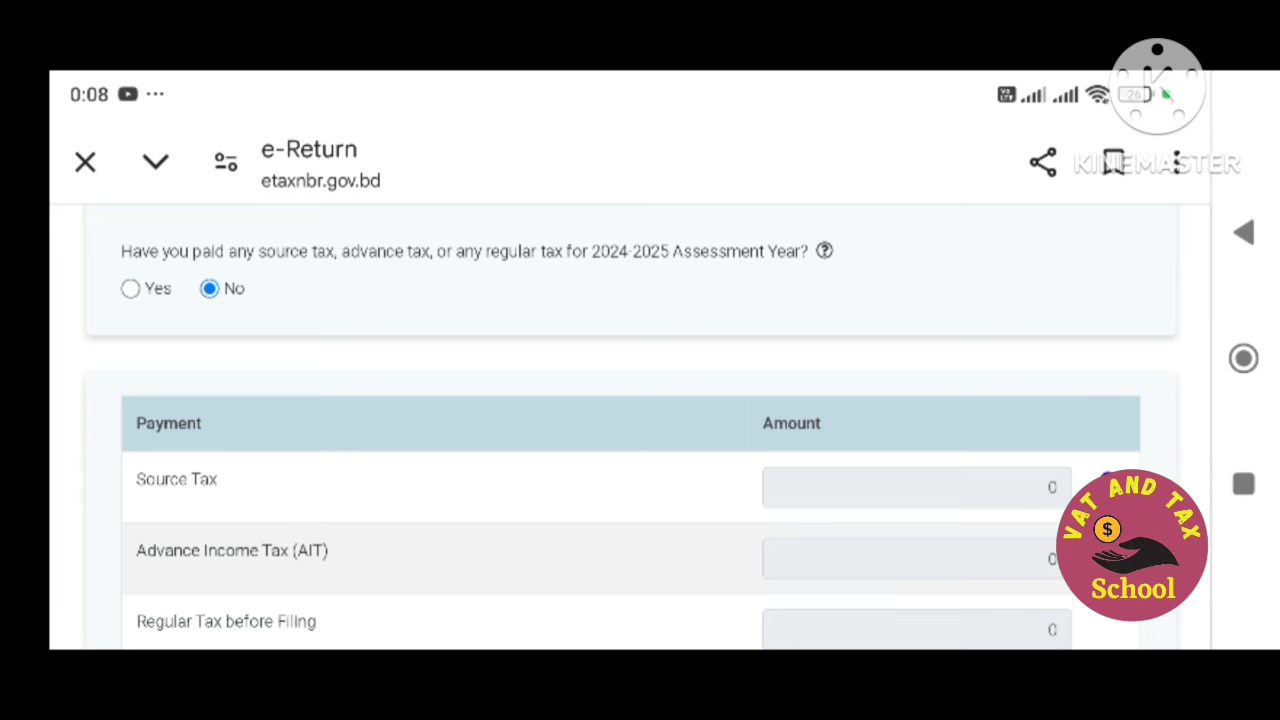 0:08
26
KINEMASTER
e-Return
etaxnbr.gov.bd
Have you paid any source tax, advance tax, or any regular tax for 2024-2025 Assessment Year?
Yes No
Payment Amount
Source Tax 0
Advance Income Tax (AIT) 0
Regular Tax before Filing 0
VAT AND TAX
$
School